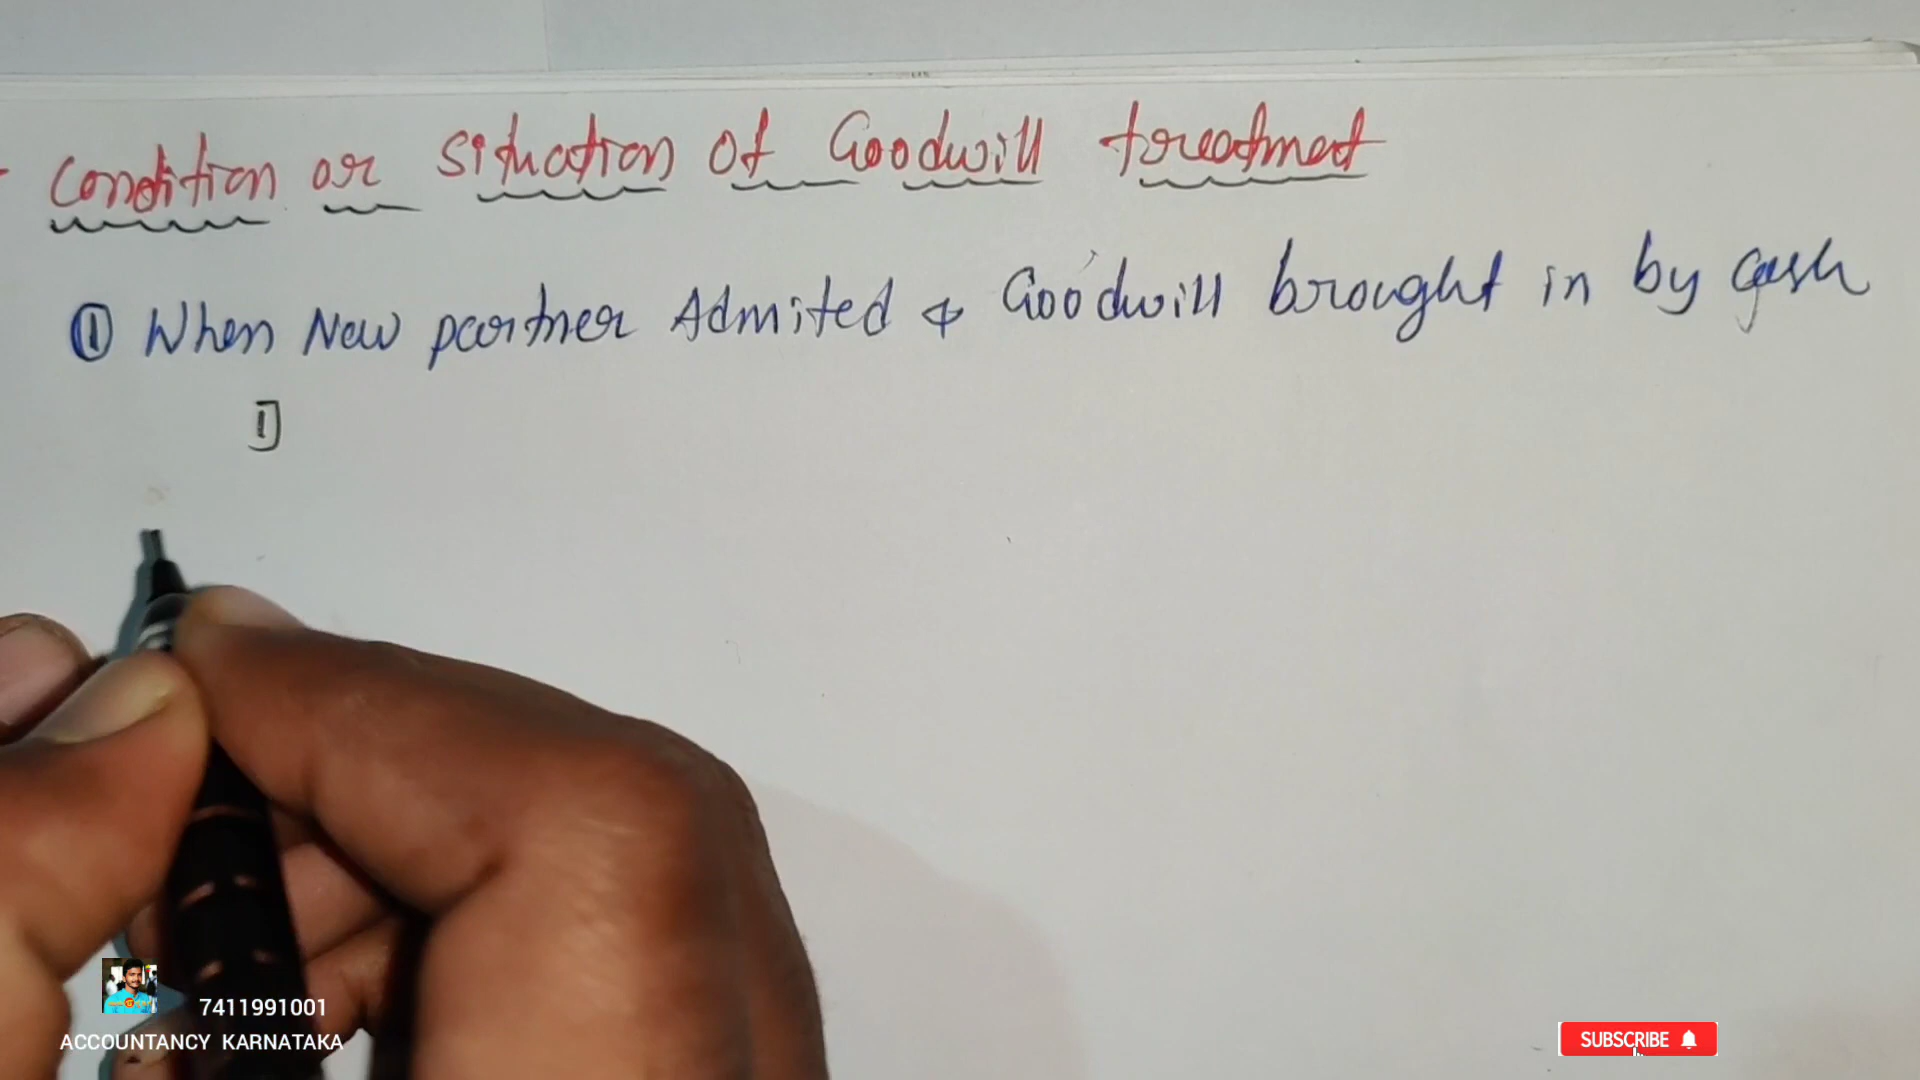 Condition or situation of Goodwill treatment
① When New partner Admited & Goodwill brought in by cash
1]
7411991001
ACCOUNTANCY KARNATAKA
SUBSCRIBE